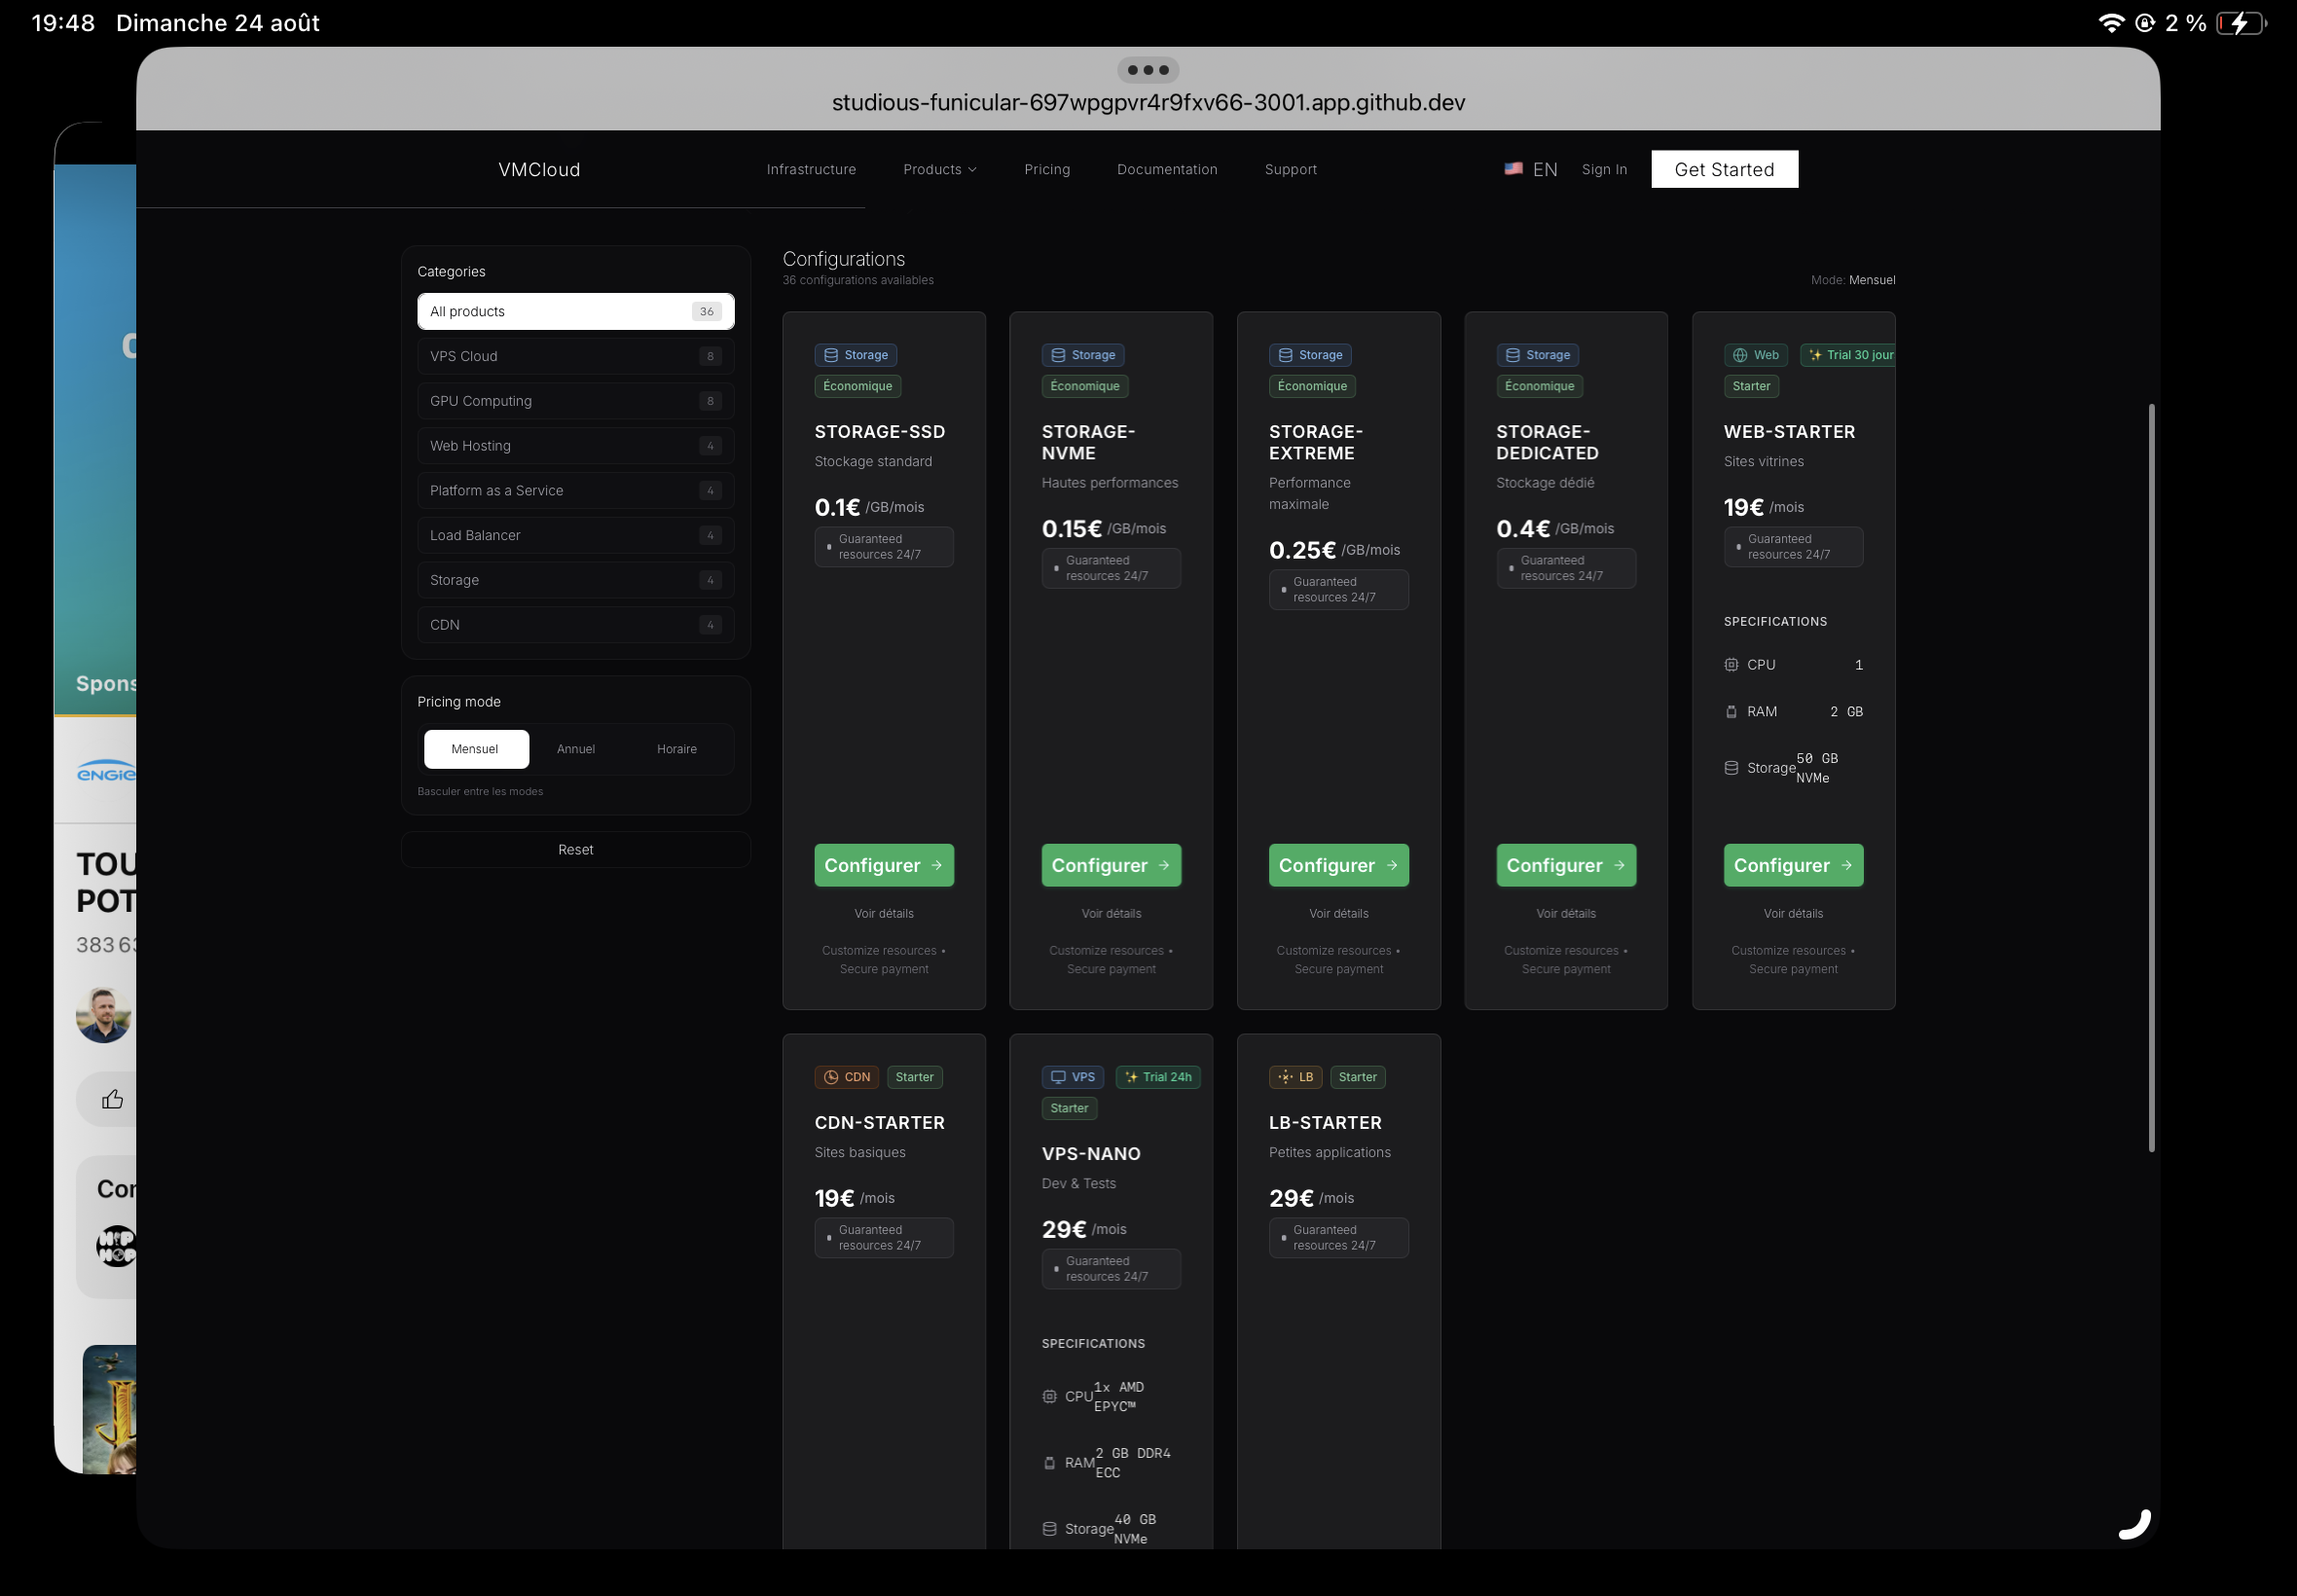 19:48 Dimanche 24 août
2 %
studious-funicular-697wpgpvr4r9fxv66-3001.app.github.dev
VMCloud
Infrastructure
Products
Pricing
Documentation
Support
EN
Sign In
Get Started
Categories
All products 36
VPS Cloud 8
GPU Computing 8
Web Hosting 4
Platform as a Service 4
Load Balancer 4
Storage 4
CDN 4
Pricing mode
Mensuel
Annuel
Horaire
Basculer entre les modes
Reset
Configurations
36 configurations available
Mode: Mensuel
Storage
Économique
STORAGE-SSD
Stockage standard
0.1€ /GB/mois
Guaranteed
resources 24/7
Configurer →
Voir détails
Customize resources •
Secure payment
Storage
Économique
STORAGE-
NVME
Hautes performances
0.15€ /GB/mois
Guaranteed
resources 24/7
Configurer →
Voir détails
Customize resources •
Secure payment
Storage
Économique
STORAGE-
EXTREME
Performance
maximale
0.25€ /GB/mois
Guaranteed
resources 24/7
Configurer →
Voir détails
Customize resources •
Secure payment
Storage
Économique
STORAGE-
DEDICATED
Stockage dédié
0.4€ /GB/mois
Guaranteed
resources 24/7
Configurer →
Voir détails
Customize resources •
Secure payment
Web
✨ Trial 30 jour
Starter
WEB-STARTER
Sites vitrines
19€ /mois
Guaranteed
resources 24/7
SPECIFICATIONS
CPU 1
RAM 2 GB
Storage 50 GB
NVMe
Configurer →
Voir détails
Customize resources •
Secure payment
CDN
Starter
CDN-STARTER
Sites basiques
19€ /mois
Guaranteed
resources 24/7
VPS
✨ Trial 24h
Starter
VPS-NANO
Dev & Tests
29€ /mois
Guaranteed
resources 24/7
SPECIFICATIONS
CPU 1x AMD
EPYC™
RAM 2 GB DDR4
ECC
Storage 40 GB
NVMe
LB
Starter
LB-STARTER
Petites applications
29€ /mois
Guaranteed
resources 24/7
Spons
ENGIE
TOU
POT
383 63
Con
HIP
HOP